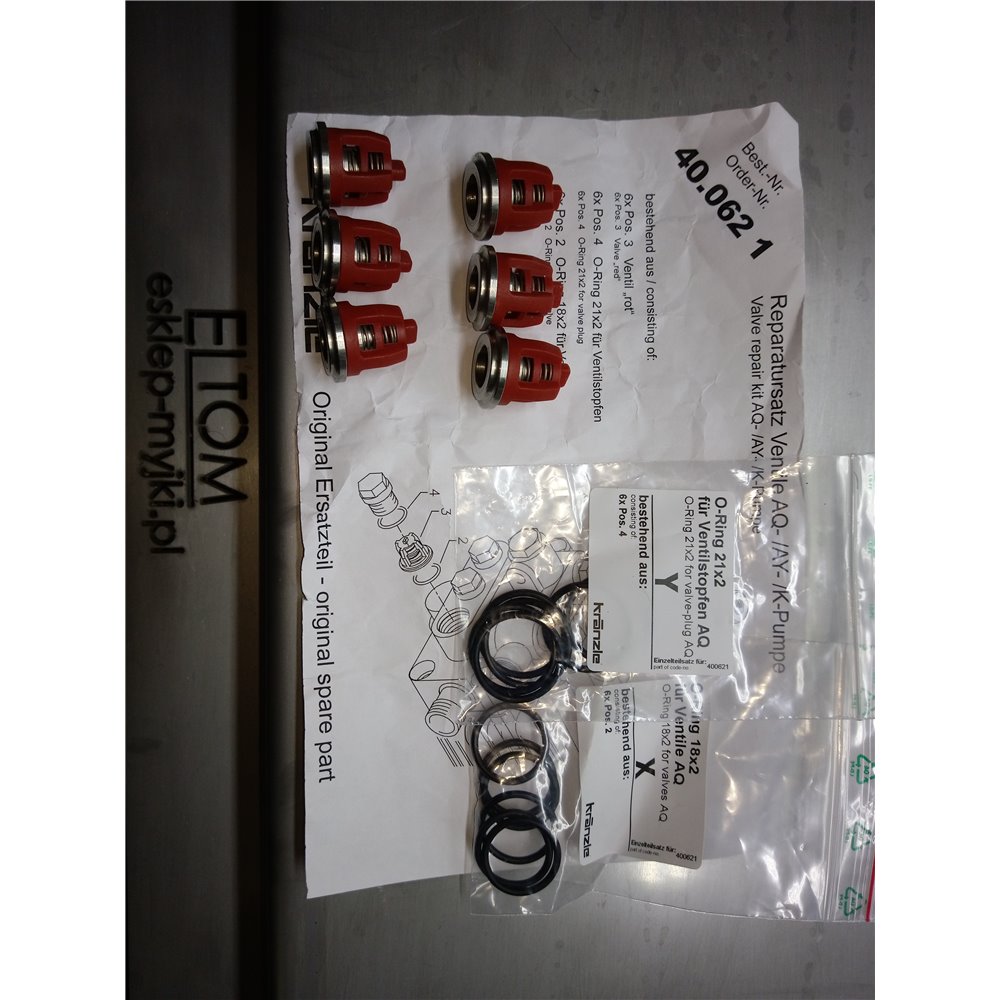 ELTOM
esklep-myjki.pl
Best.-Nr.
Order-Nr.
40.062 1
Reparatursatz Ventile AQ- /AY- /K-Pumpe
Valve repair kit AQ- /AY- /K-Pumpe
bestehend aus / consisting of:
6x Pos. 3 Ventil „rot"
6x Pos. 3 Valve „red"
6x Pos. 4 O-Ring 21x2 für Ventilstopfen
6x Pos. 4 O-Ring 21x2 for valve plug
Pos. 2 O-Ring 18x2 für
2 O-Ring
Original Ersatzteil - original spare part
4
3
2
O-Ring 21x2
für Ventilstopfen AQ
O-Ring 21x2 for valve-plug AQ
bestehend aus:
consisting of:
6x Pos. 4
Y
kränzle
Einzelteilsatz für:
part of code-no.
400621
18x2
für Ventile AQ
O-Ring 18x2 for valves AQ
bestehend aus:
consisting of:
6x Pos. 2
X
kränzle
Einzelteilsatz für:
part of code-no.
400621